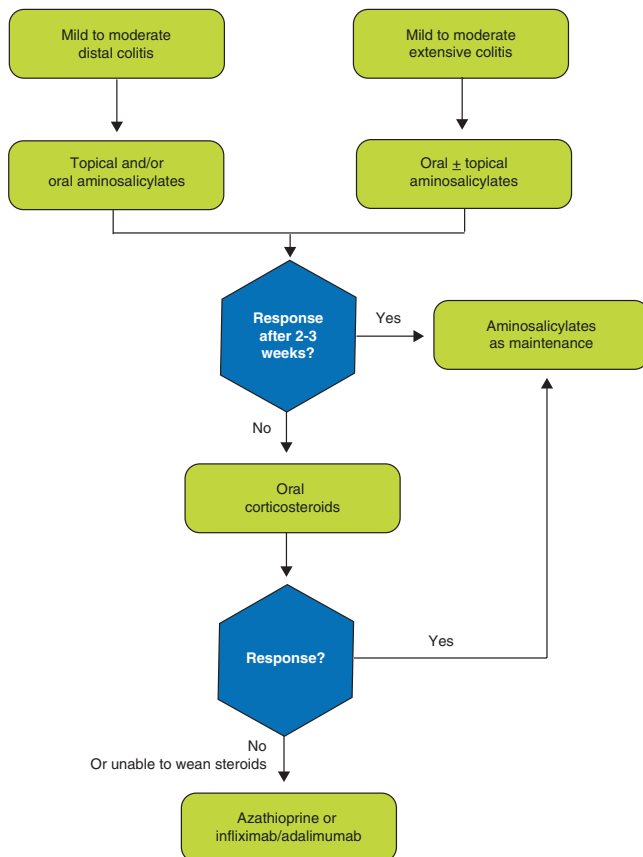 Mild to moderate
distal colitis
Mild to moderate
extensive colitis
Topical and/or
oral aminosalicylates
Oral ± topical
aminosalicylates
Response
after 2-3
weeks?
Yes
Aminosalicylates
as maintenance
No
Oral
corticosteroids
Response?
Yes
No
Or unable to wean steroids
Azathioprine or
infliximab/adalimumab